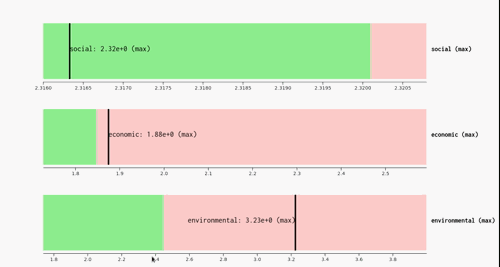 social: 2.32e+0 (max)
social (max)
2.3160 2.3165 2.3170 2.3175 2.3180 2.3185 2.3190 2.3195 2.3200 2.3205
economic: 1.88e+0 (max)
economic (max)
1.8 1.9 2.0 2.1 2.2 2.3 2.4 2.5
environmental: 3.23e+0 (max)
environmental (max)
1.8 2.0 2.2 2.4 2.6 2.8 3.0 3.2 3.4 3.6 3.8